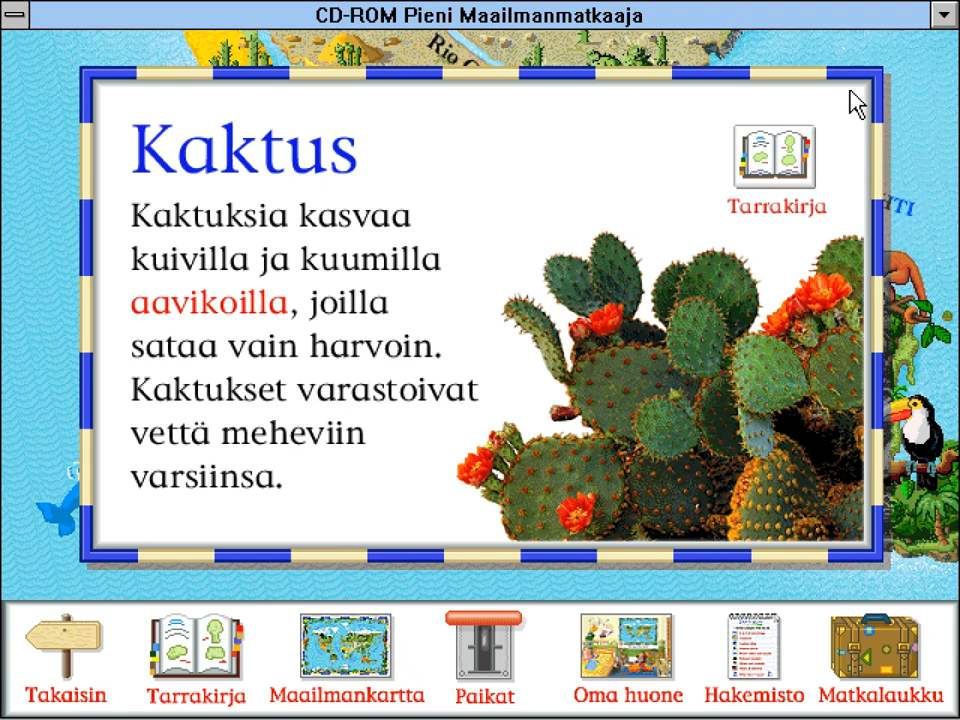 CD-ROM Pieni Maailmanmatkaaja
Rio
Kaktus
Tarrakirja
Kaktuksia kasvaa
kuivilla ja kuumilla
aavikoilla, joilla
sataa vain harvoin.
Kaktukset varastoivat
vettä meheviin
varsiinsa.
Takaisin
Tarrakirja
Maailmankartta
Paikat
Oma huone
Hakemisto
Matkalaukku